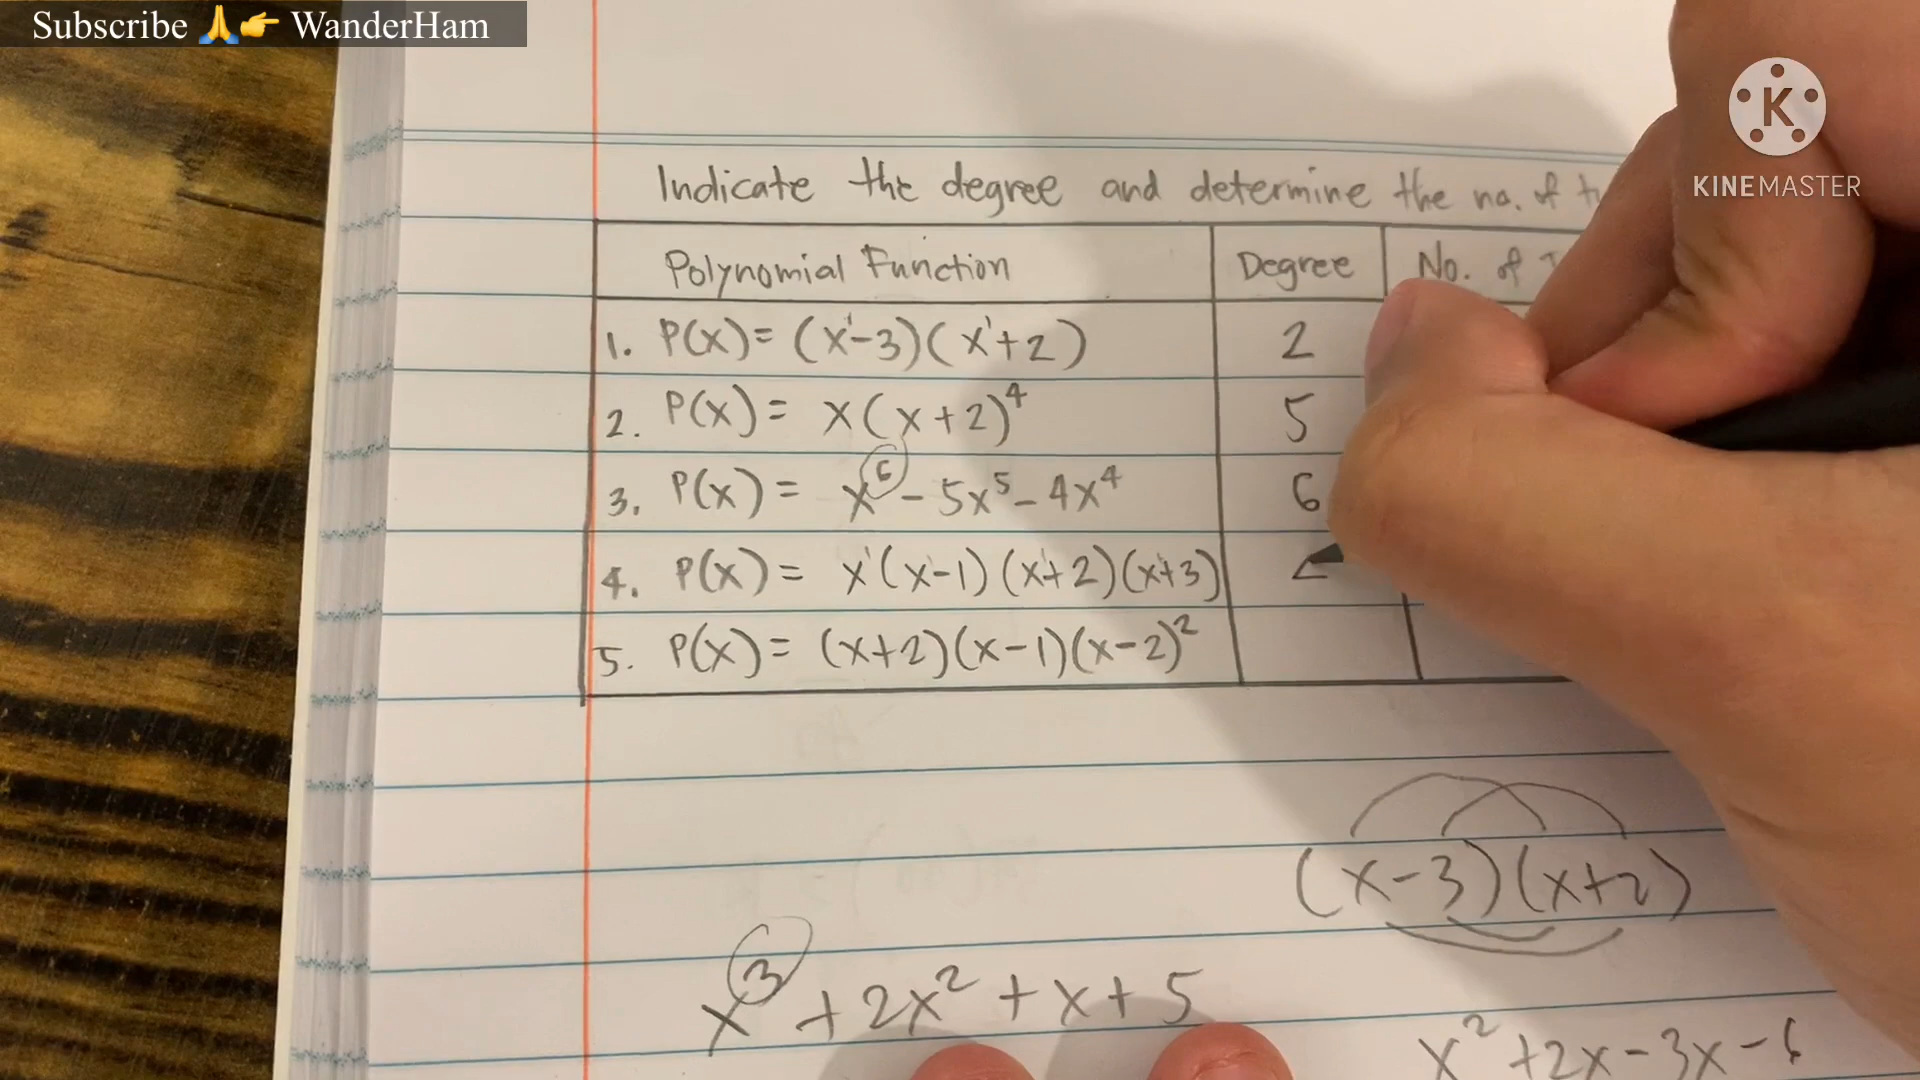 Subscribe 🙏👉 WanderHam
KINEMASTER
Indicate the degree and determine the no. of
Polynomial Function Degree No. of
1. P(x) = (x¹-3)(x¹+2) 2
2. P(x) = x(x+2)⁴ 5
3. P(x) = x⁶ - 5x⁵ - 4x⁴ 6
4. P(x) = x¹(x¹-1)(x¹+2)(x¹+3)
5. P(x) = (x+2)(x-1)(x-2)²
(x-3)(x+2)
x³ + 2x² + x + 5
x² + 2x - 3x - 6